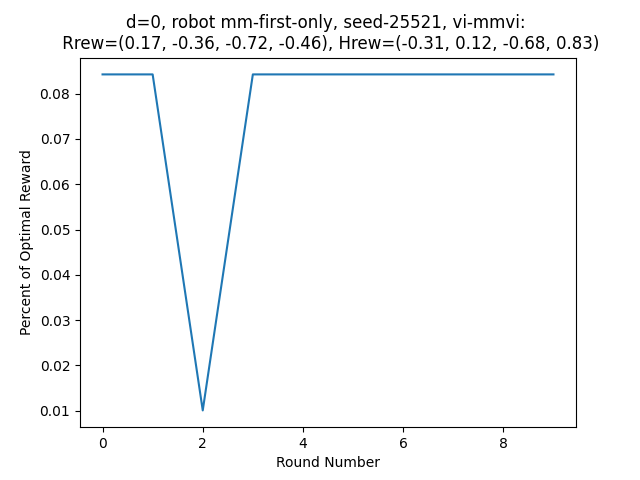 d=0, robot mm-first-only, seed-25521, vi-mmvi:
Rrew=(0.17, -0.36, -0.72, -0.46), Hrew=(-0.31, 0.12, -0.68, 0.83)
Percent of Optimal Reward
0.08
0.07
0.06
0.05
0.04
0.03
0.02
0.01
0 2 4 6 8
Round Number